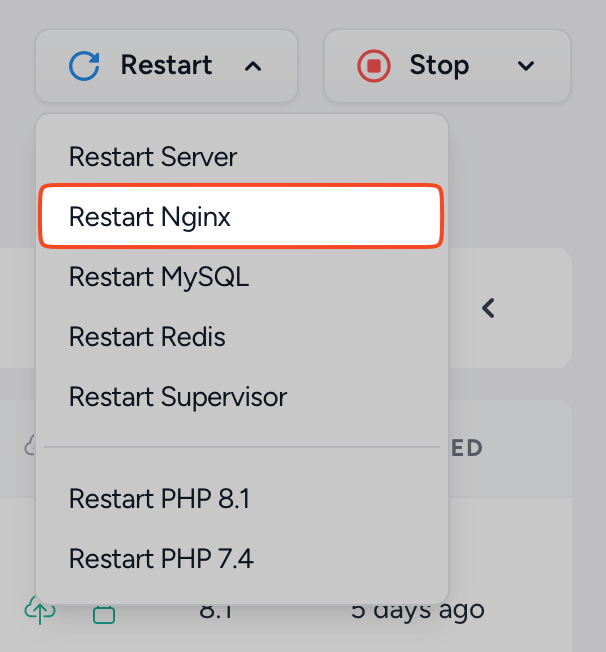 Restart
Stop
Restart Server
Restart Nginx
Restart MySQL
Restart Redis
Restart Supervisor
ED
Restart PHP 8.1
Restart PHP 7.4
8.1
5 days ago